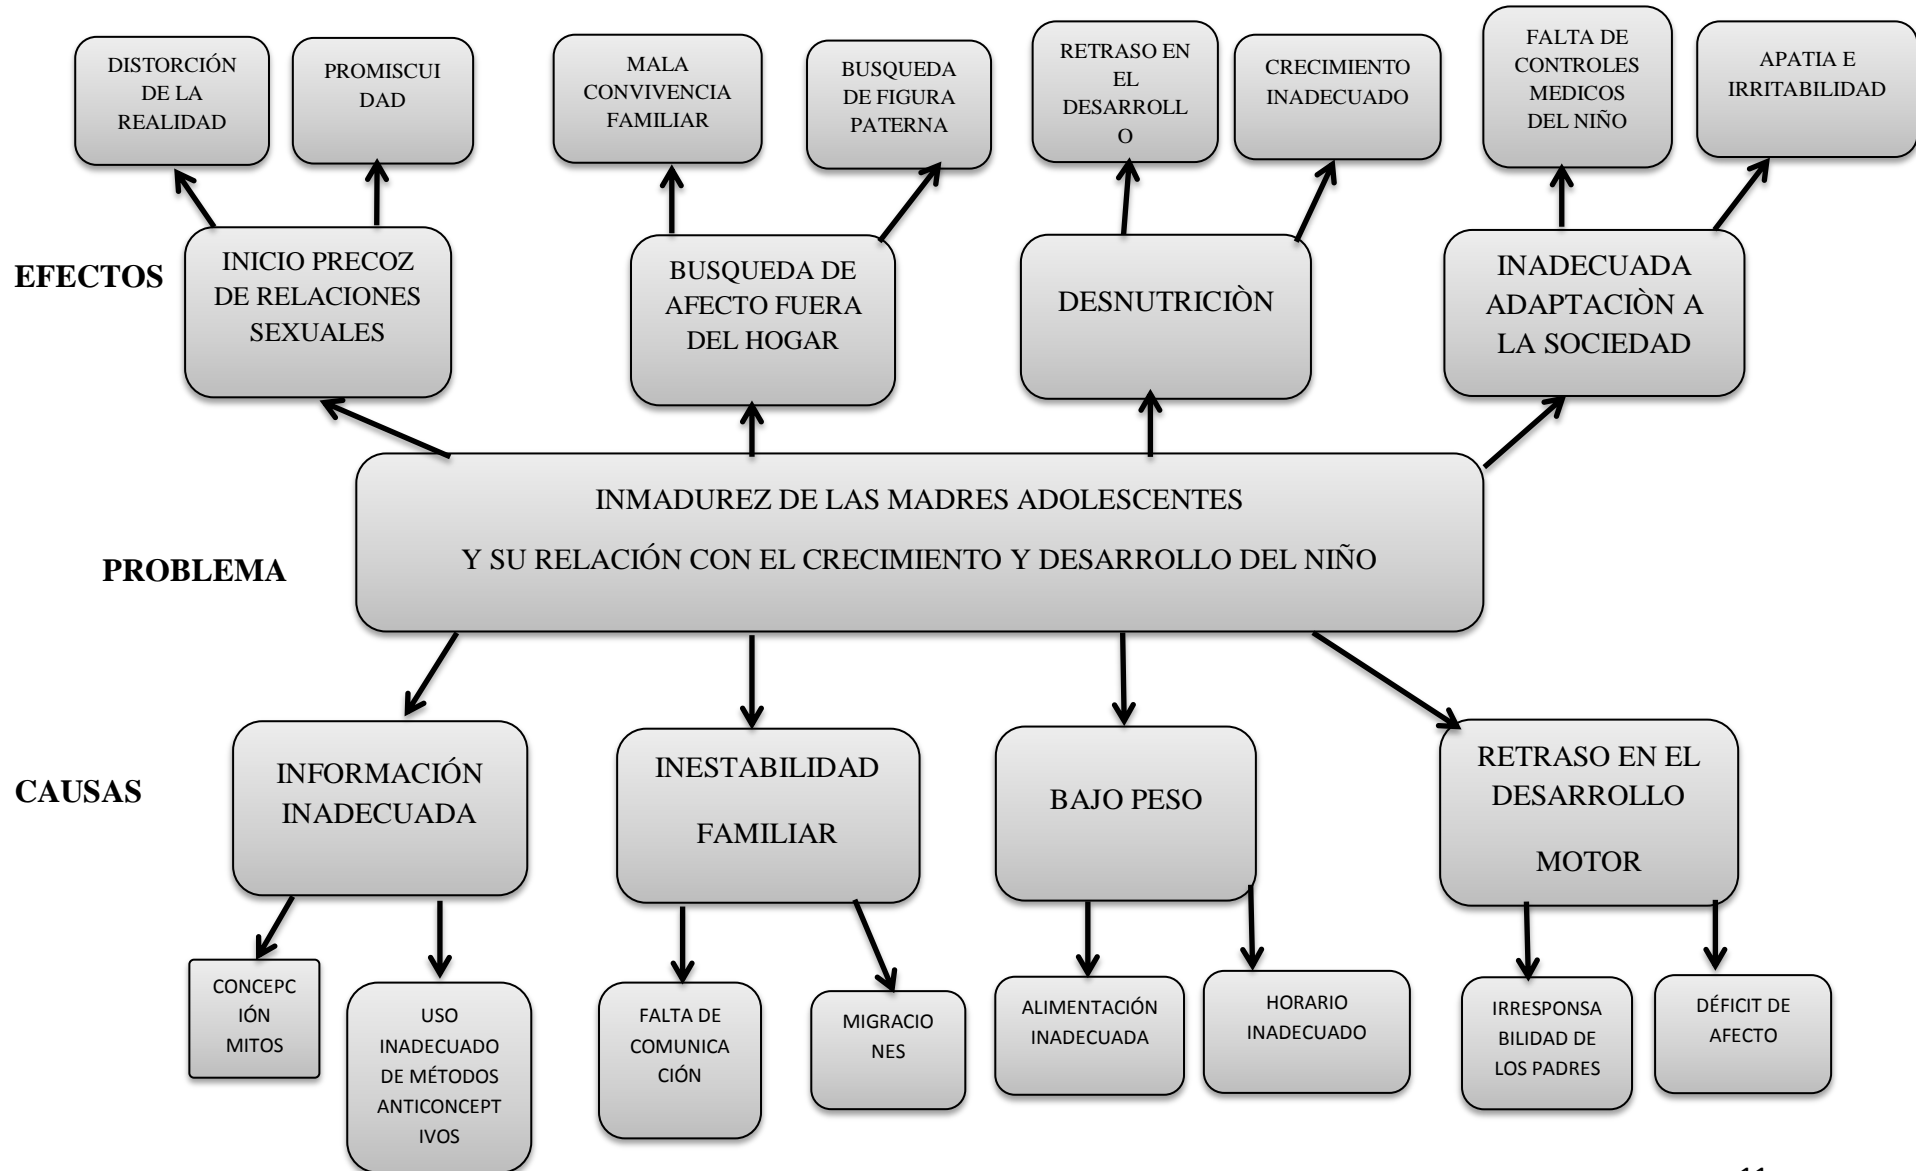 DISTORCIÓN
DE LA
REALIDAD
PROMISCUI
DAD
MALA
CONVIVENCIA
FAMILIAR
BUSQUEDA
DE FIGURA
PATERNA
RETRASO EN
EL
DESARROLL
O
CRECIMIENTO
INADECUADO
FALTA DE
CONTROLES
MEDICOS
DEL NIÑO
APATIA E
IRRITABILIDAD
EFECTOS
INICIO PRECOZ
DE RELACIONES
SEXUALES
BUSQUEDA DE
AFECTO FUERA
DEL HOGAR
DESNUTRICIÒN
INADECUADA
ADAPTACIÒN A
LA SOCIEDAD
PROBLEMA
INMADUREZ DE LAS MADRES ADOLESCENTES
Y SU RELACIÓN CON EL CRECIMIENTO Y DESARROLLO DEL NIÑO
CAUSAS
INFORMACIÓN
INADECUADA
INESTABILIDAD
FAMILIAR
BAJO PESO
RETRASO EN EL
DESARROLLO
MOTOR
CONCEPC
IÓN
MITOS
USO
INADECUADO
DE MÉTODOS
ANTICONCEPT
IVOS
FALTA DE
COMUNICA
CIÓN
MIGRACIO
NES
ALIMENTACIÓN
INADECUADA
HORARIO
INADECUADO
IRRESPONSA
BILIDAD DE
LOS PADRES
DÉFICIT DE
AFECTO